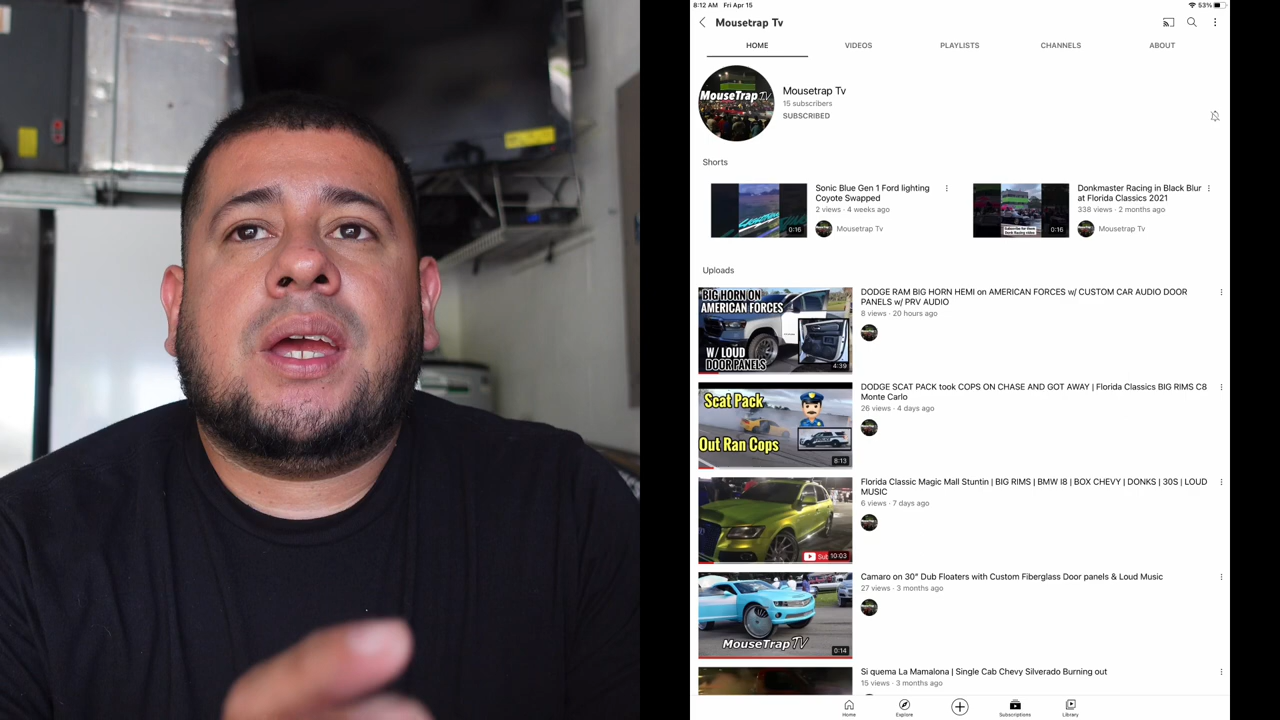 8:12 AM Fri Apr 15
53%
Mousetrap Tv
HOME
VIDEOS
PLAYLISTS
CHANNELS
ABOUT
MouseTrap TV
Mousetrap Tv
15 subscribers
SUBSCRIBED
Shorts
0:16
Sonic Blue Gen 1 Ford lighting
Coyote Swapped
2 views · 4 weeks ago
Mousetrap Tv
0:16
Donkmaster Racing in Black Blur
at Florida Classics 2021
338 views · 2 months ago
Mousetrap Tv
Uploads
BIG HORN ON
AMERICAN FORCES
W/ LOUD
DOOR PANELS
4:39
DODGE RAM BIG HORN HEMI on AMERICAN FORCES w/ CUSTOM CAR AUDIO DOOR
PANELS w/ PRV AUDIO
8 views · 20 hours ago
Scat Pack
Out Ran Cops
8:13
DODGE SCAT PACK took COPS ON CHASE AND GOT AWAY | Florida Classics BIG RIMS C8
Monte Carlo
26 views · 4 days ago
Sub
10:03
Florida Classic Magic Mall Stuntin | BIG RIMS | BMW I8 | BOX CHEVY | DONKS | 30S | LOUD
MUSIC
6 views · 7 days ago
MouseTrap TV
0:14
Camaro on 30" Dub Floaters with Custom Fiberglass Door panels & Loud Music
27 views · 3 months ago
Si quema La Mamalona | Single Cab Chevy Silverado Burning out
15 views · 3 months ago
Home
Explore
Subscriptions
Library